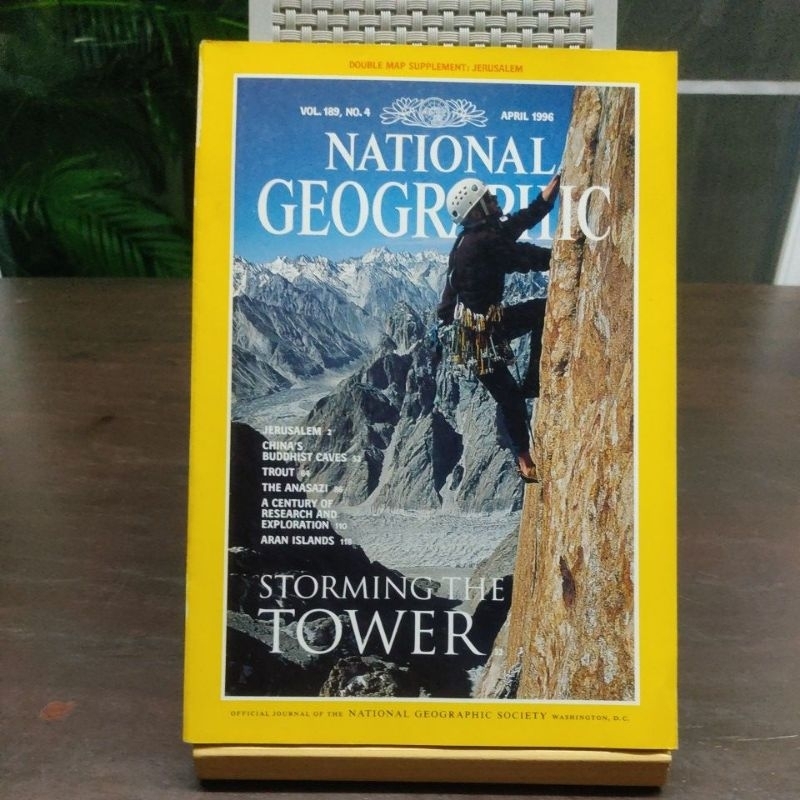 DOUBLE MAP SUPPLEMENT: JERUSALEM
VOL. 189, NO. 4
APRIL 1996
NATIONAL
GEOGRAPHIC
JERUSALEM 2
CHINA'S
BUDDHIST CAVES 52
TROUT 64
THE ANASAZI 86
A CENTURY OF
RESEARCH AND
EXPLORATION 110
ARAN ISLANDS 118
STORMING THE
TOWER
OFFICIAL JOURNAL OF THE NATIONAL GEOGRAPHIC SOCIETY WASHINGTON, D.C.